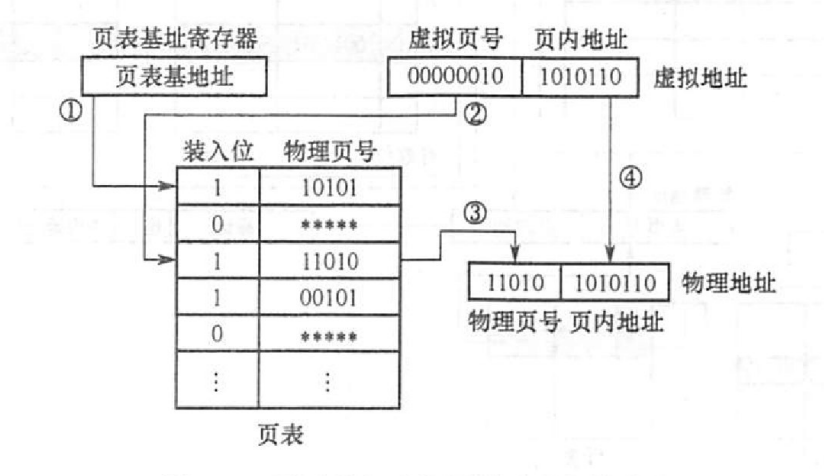 页表基址寄存器
页表基地址
虚拟页号 页内地址
00000010 1010110 虚拟地址
①
②
装入位 物理页号
1 10101
0 *****
1 11010
1 00101
0 *****
⋮ ⋮
页表
③
④
11010 1010110 物理地址
物理页号 页内地址